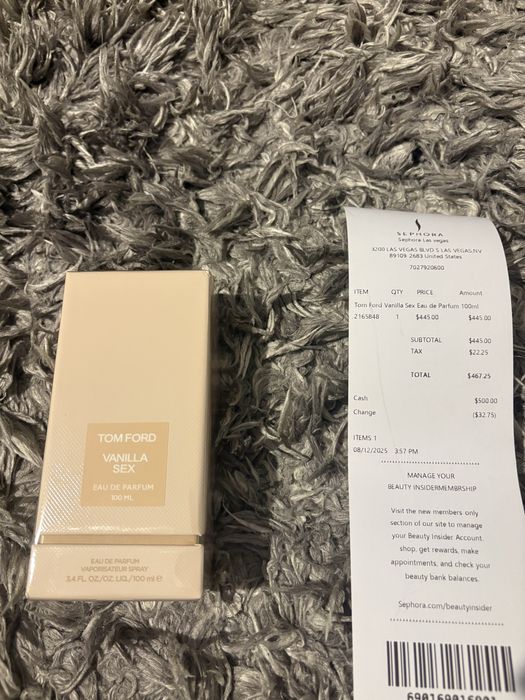 TOM FORD
VANILLA
SEX
EAU DE PARFUM
100 ML
EAU DE PARFUM
VAPORISATEUR SPRAY
3.4 FL. OZ./OZ. LIQ./100 ml ℮
SEPHORA
Sephora Las vegas
3200 LAS VEGAS BLVD S LAS VEGAS,NV
89109 2683 United States
7027920600
ITEM QTY PRICE Amount
Tom Ford Vanilla Sex Eau de Parfum 100ml
2165848 1 $445.00 $445.00
SUBTOTAL $445.00
TAX $22.25
TOTAL $467.25
Cash $500.00
Change ($32.75)
ITEMS 1
08/12/2025 3:57 PM
MANAGE YOUR
BEAUTY INSIDERMEMBRSHIP
Visit the new members only
section of our site to manage
your Beauty Insider Account.
shop, get rewards, make
appointments, and check your
beauty bank balances.
Sephora.com/beautyinsider